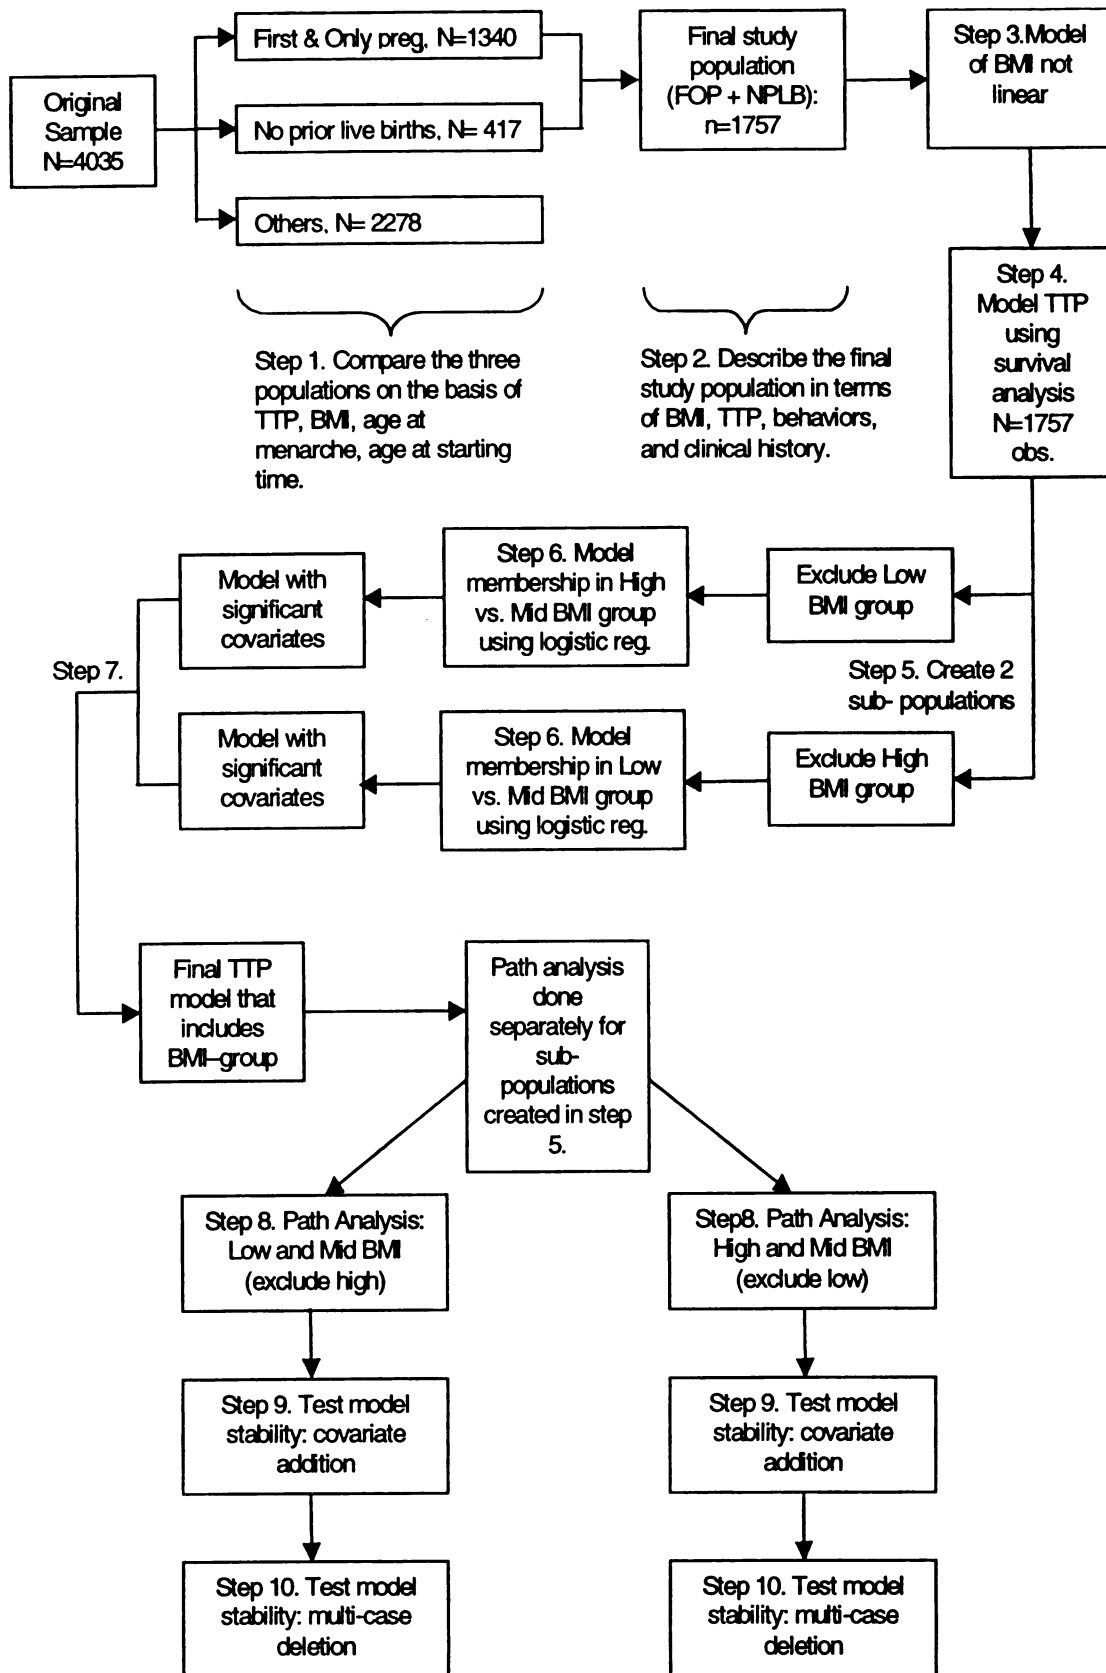 Original
Sample
N=4035
First & Only preg, N=1340
No prior live births, N= 417
Others, N= 2278
Final study
population
(FOP + NPLB):
n=1757
Step 3.Model
of BMI not
linear
Step 1. Compare the three
populations on the basis of
TTP, BMI, age at
menarche, age at starting
time.
Step 2. Describe the final
study population in terms
of BMI, TTP, behaviors,
and clinical history.
Step 4.
Model TTP
using
survival
analysis
N=1757
obs.
Step 5. Create 2
sub- populations
Exclude Low
BMI group
Step 6. Model
membership in High
vs. Mid BMI group
using logistic reg.
Model with
significant
covariates
Exclude High
BMI group
Step 6. Model
membership in Low
vs. Mid BMI group
using logistic reg.
Model with
significant
covariates
Step 7.
Final TTP
model that
includes
BMI-group
Path analysis
done
separately for
sub-
populations
created in step
5.
Step 8. Path Analysis:
Low and Mid BMI
(exclude high)
Step8. Path Analysis:
High and Mid BMI
(exclude low)
Step 9. Test model
stability: covariate
addition
Step 9. Test model
stability: covariate
addition
Step 10. Test model
stability: multi-case
deletion
Step 10. Test model
stability: multi-case
deletion